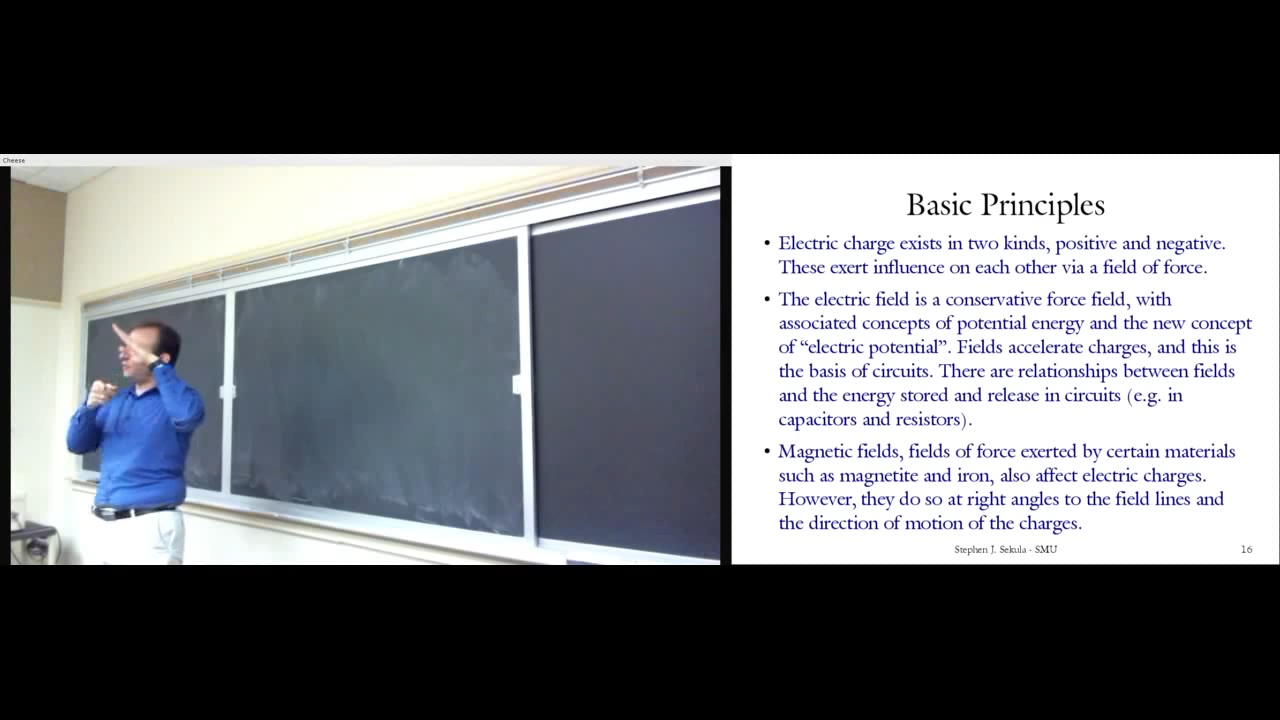 Cheese
Basic Principles
• Electric charge exists in two kinds, positive and negative.
These exert influence on each other via a field of force.
• The electric field is a conservative force field, with
associated concepts of potential energy and the new concept
of “electric potential”. Fields accelerate charges, and this is
the basis of circuits. There are relationships between fields
and the energy stored and release in circuits (e.g. in
capacitors and resistors).
• Magnetic fields, fields of force exerted by certain materials
such as magnetite and iron, also affect electric charges.
However, they do so at right angles to the field lines and
the direction of motion of the charges.
Stephen J. Sekula - SMU
16